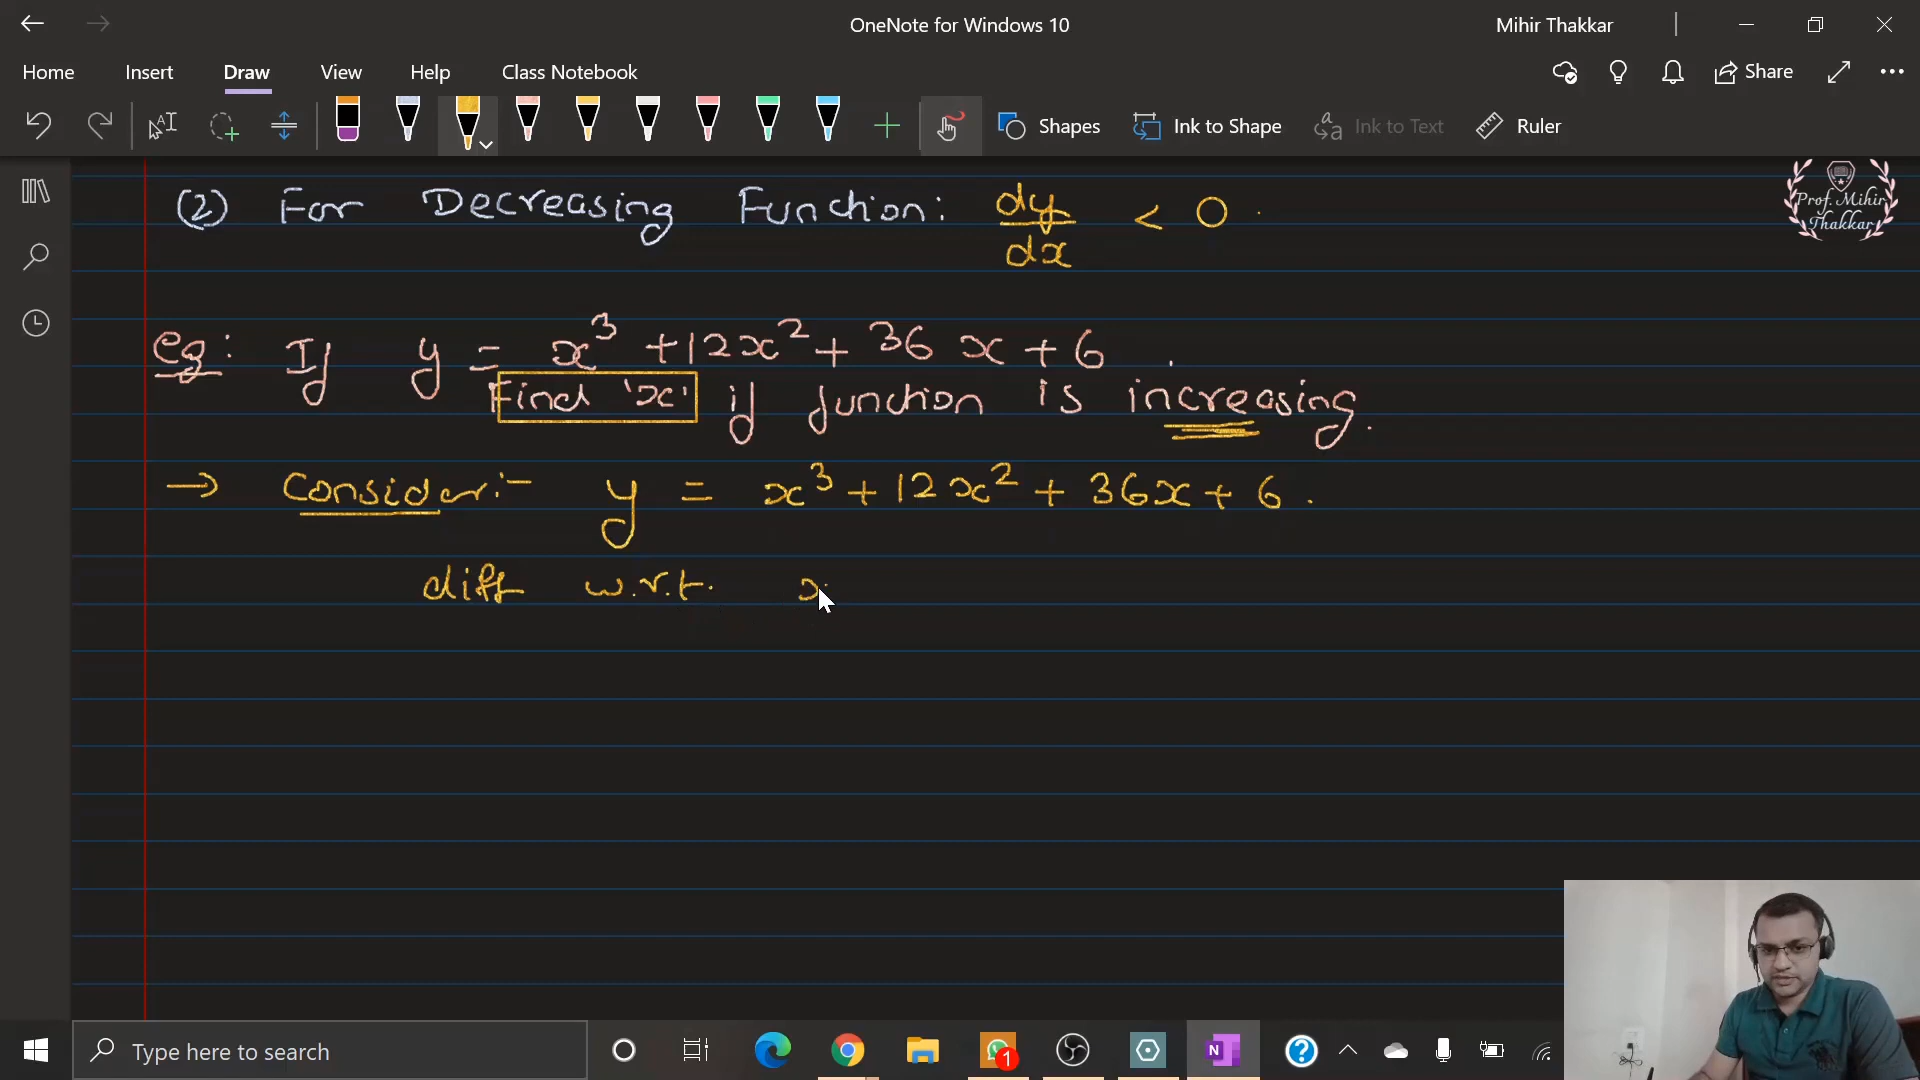 OneNote for Windows 10
Mihir Thakkar
Home Insert Draw View Help Class Notebook
Share
Shapes Ink to Shape Ink to Text Ruler
Prof. Mihir
Thakkar
(2) For Decreasing Function: dy/dx < 0.
eg: If y = x³ + 12x² + 36x + 6.
Find 'x' if function is increasing.
→ Consider:- y = x³ + 12x² + 36x + 6.
diff w.r.t. x
Type here to search
1